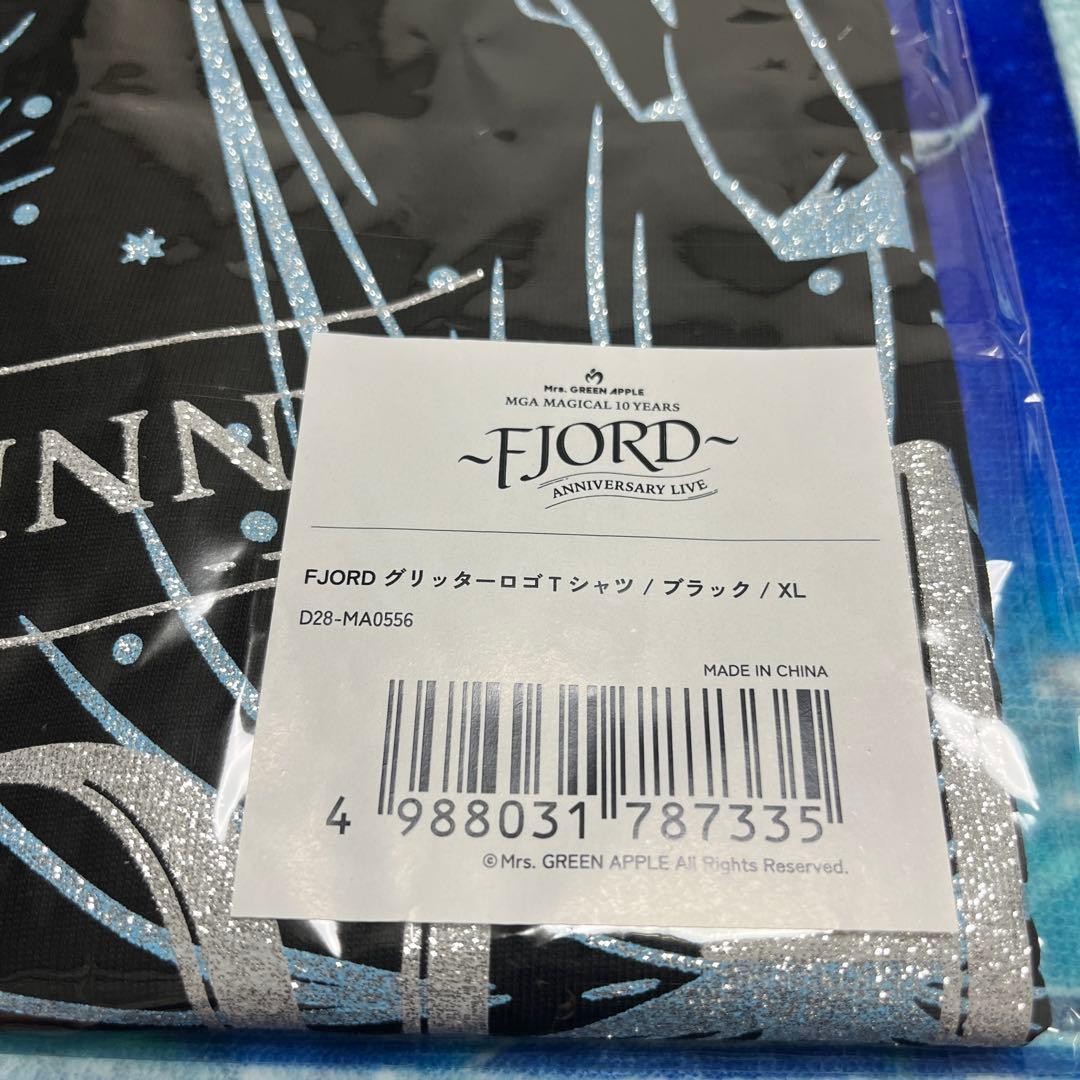 Mrs. GREEN APPLE
MGA MAGICAL 10 YEARS
~FJORD~
ANNIVERSARY LIVE
NN
FJORD グリッターロゴTシャツ / ブラック / XL
D28-MA0556
MADE IN CHINA
4 988031 787335
©Mrs. GREEN APPLE All Rights Reserved.